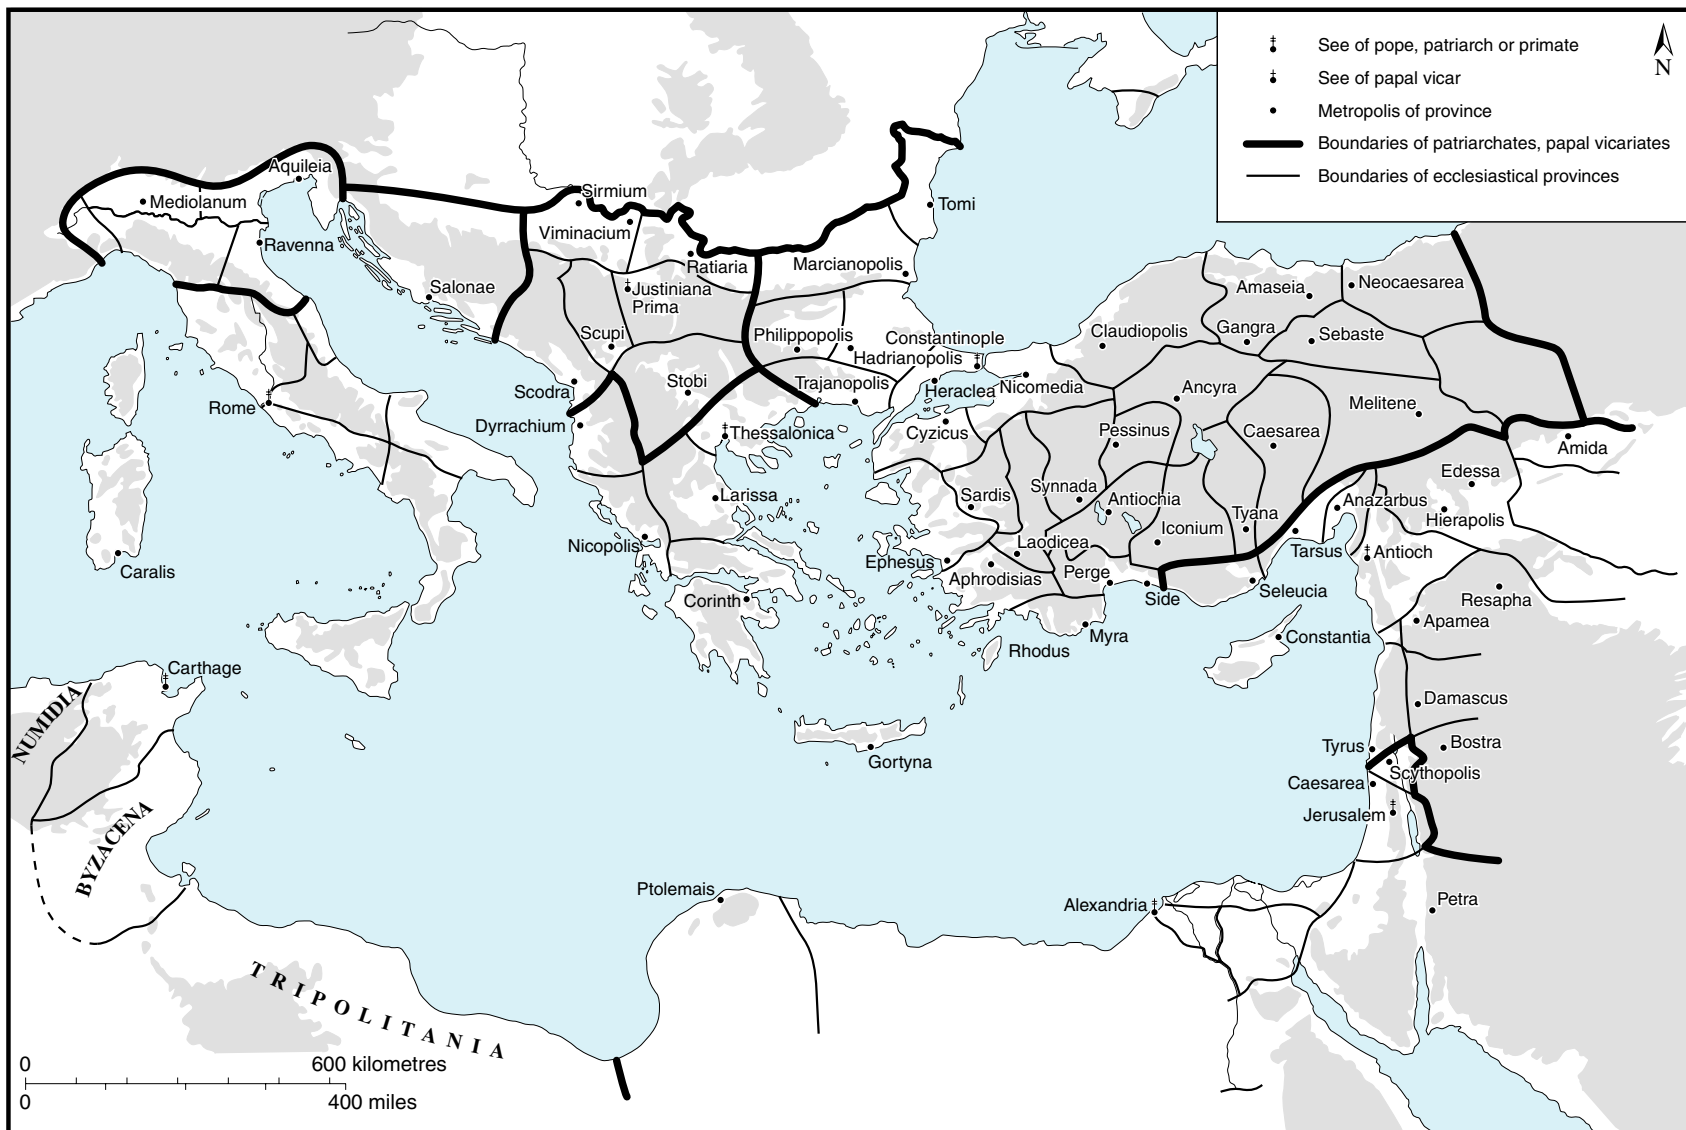 See of pope, patriarch or primate
See of papal vicar
Metropolis of province
Boundaries of patriarchates, papal vicariates
Boundaries of ecclesiastical provinces
N
Aquileia
Mediolanum
Ravenna
Sirmium
Viminacium
Ratiaria
Tomi
Marcianopolis
Salonae
Justiniana
Prima
Scupi
Philippopolis
Constantinople
Hadrianopolis
Claudiopolis
Amaseia
Neocaesarea
Gangra
Sebaste
Scodra
Stobi
Trajanopolis
Heraclea
Nicomedia
Ancyra
Melitene
Rome
Dyrrachium
Thessalonica
Cyzicus
Pessinus
Caesarea
Amida
Edessa
Larissa
Sardis
Synnada
Antiochia
Tyana
Anazarbus
Hierapolis
Nicopolis
Iconium
Laodicea
Tarsus
Antioch
Caralis
Ephesus
Aphrodisias
Perge
Side
Seleucia
Resapha
Corinth
Myra
Rhodus
Constantia
Apamea
Carthage
NUMIDIA
BYZACENA
Damascus
Gortyna
Tyrus
Bostra
Scythopolis
Caesarea
Jerusalem
Ptolemais
Alexandria
Petra
TRIPOLITANIA
0 600 kilometres
0 400 miles